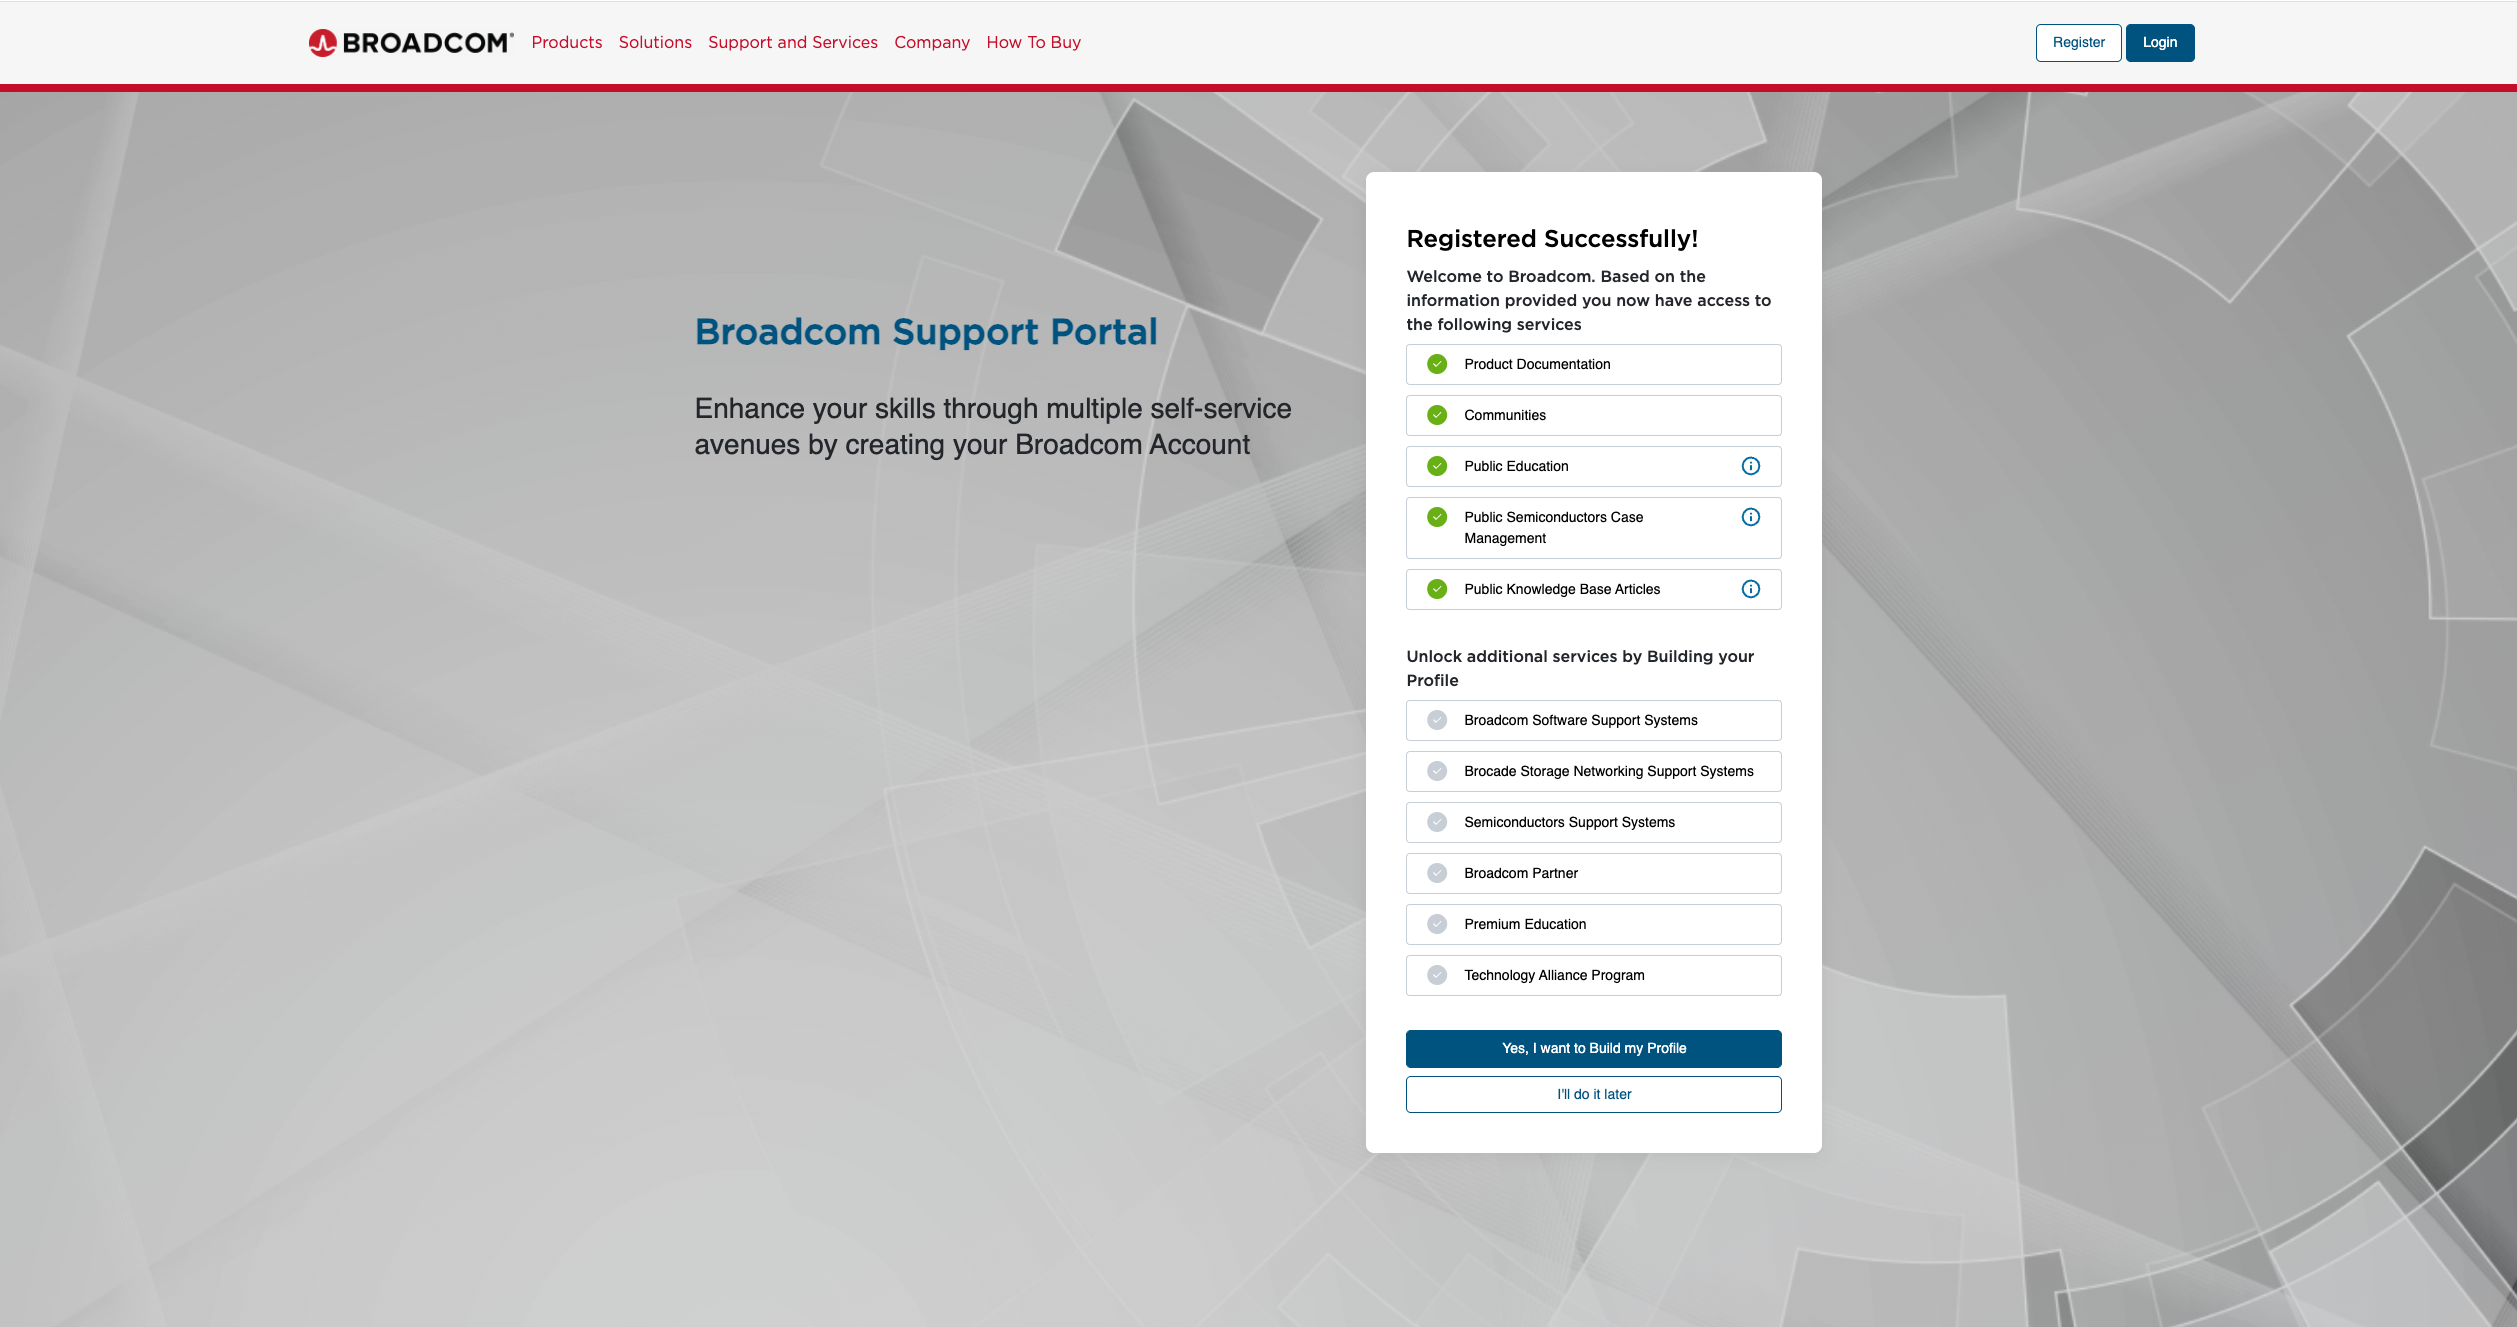 BROADCOM
Products Solutions Support and Services Company How To Buy
Register Login
Broadcom Support Portal
Enhance your skills through multiple self-service
avenues by creating your Broadcom Account
Registered Successfully!
Welcome to Broadcom. Based on the
information provided you now have access to
the following services
Product Documentation
Communities
Public Education
Public Semiconductors Case
Management
Public Knowledge Base Articles
Unlock additional services by Building your
Profile
Broadcom Software Support Systems
Brocade Storage Networking Support Systems
Semiconductors Support Systems
Broadcom Partner
Premium Education
Technology Alliance Program
Yes, I want to Build my Profile
I'll do it later